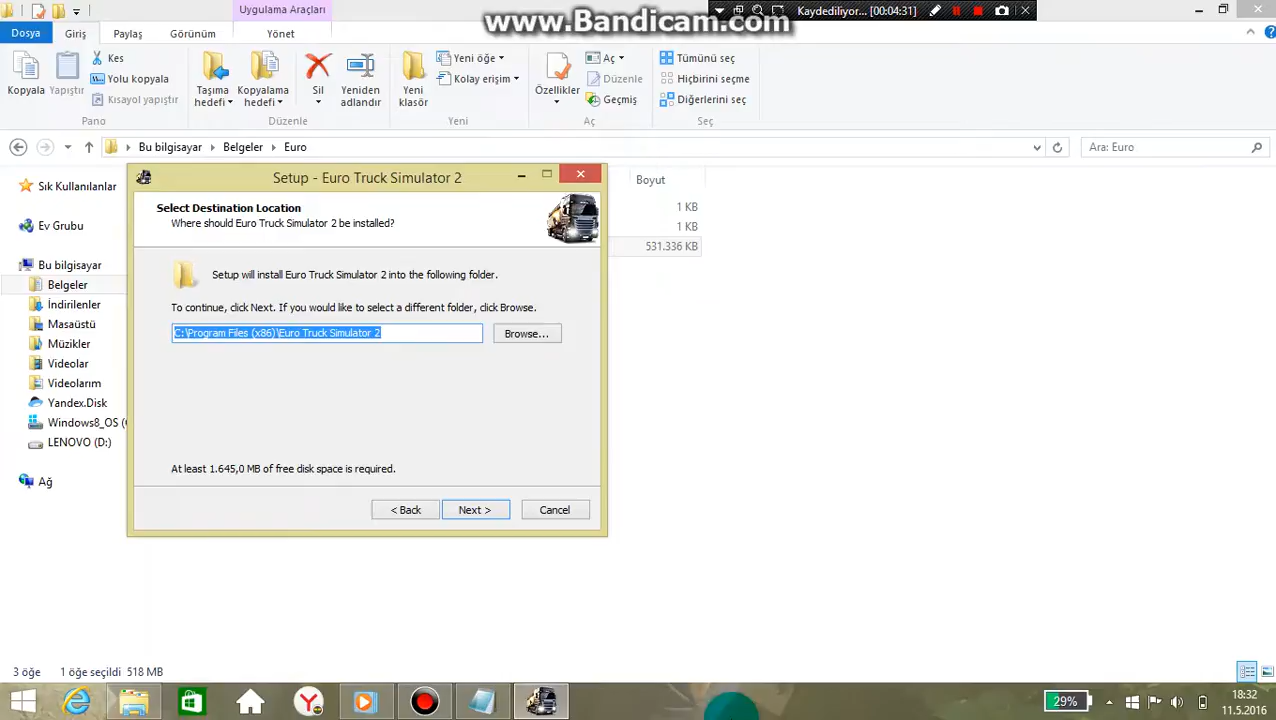 Uygulama Araçları
www.Bandicam.com
Kaydediliyor... [00:04:31]
Dosya
Giriş
Paylaş
Görünüm
Yönet
Kopyala
Yapıştır
Kes
Yolu kopyala
Kısayol yapıştır
Taşıma hedefi
Kopyalama hedefi
Sil
Yeniden adlandır
Yeni klasör
Yeni öğe
Kolay erişim
Özellikler
Aç
Düzenle
Geçmiş
Tümünü seç
Hiçbirini seçme
Diğerlerini seç
Pano
Düzenle
Yeni
Aç
Seç
Bu bilgisayar
Belgeler
Euro
Ara: Euro
Sık Kullanılanlar
Ev Grubu
Bu bilgisayar
Belgeler
İndirilenler
Masaüstü
Müzikler
Videolar
Videolarım
Yandex.Disk
Windows8_OS (
LENOVO (D:)
Ağ
Boyut
1 KB
1 KB
531.336 KB
Setup - Euro Truck Simulator 2
Select Destination Location
Where should Euro Truck Simulator 2 be installed?
Setup will install Euro Truck Simulator 2 into the following folder.
To continue, click Next. If you would like to select a different folder, click Browse.
C:\Program Files (x86)\Euro Truck Simulator 2
Browse...
At least 1.645,0 MB of free disk space is required.
< Back
Next >
Cancel
3 öğe
1 öğe seçildi 518 MB
29%
18:32
11.5.2016